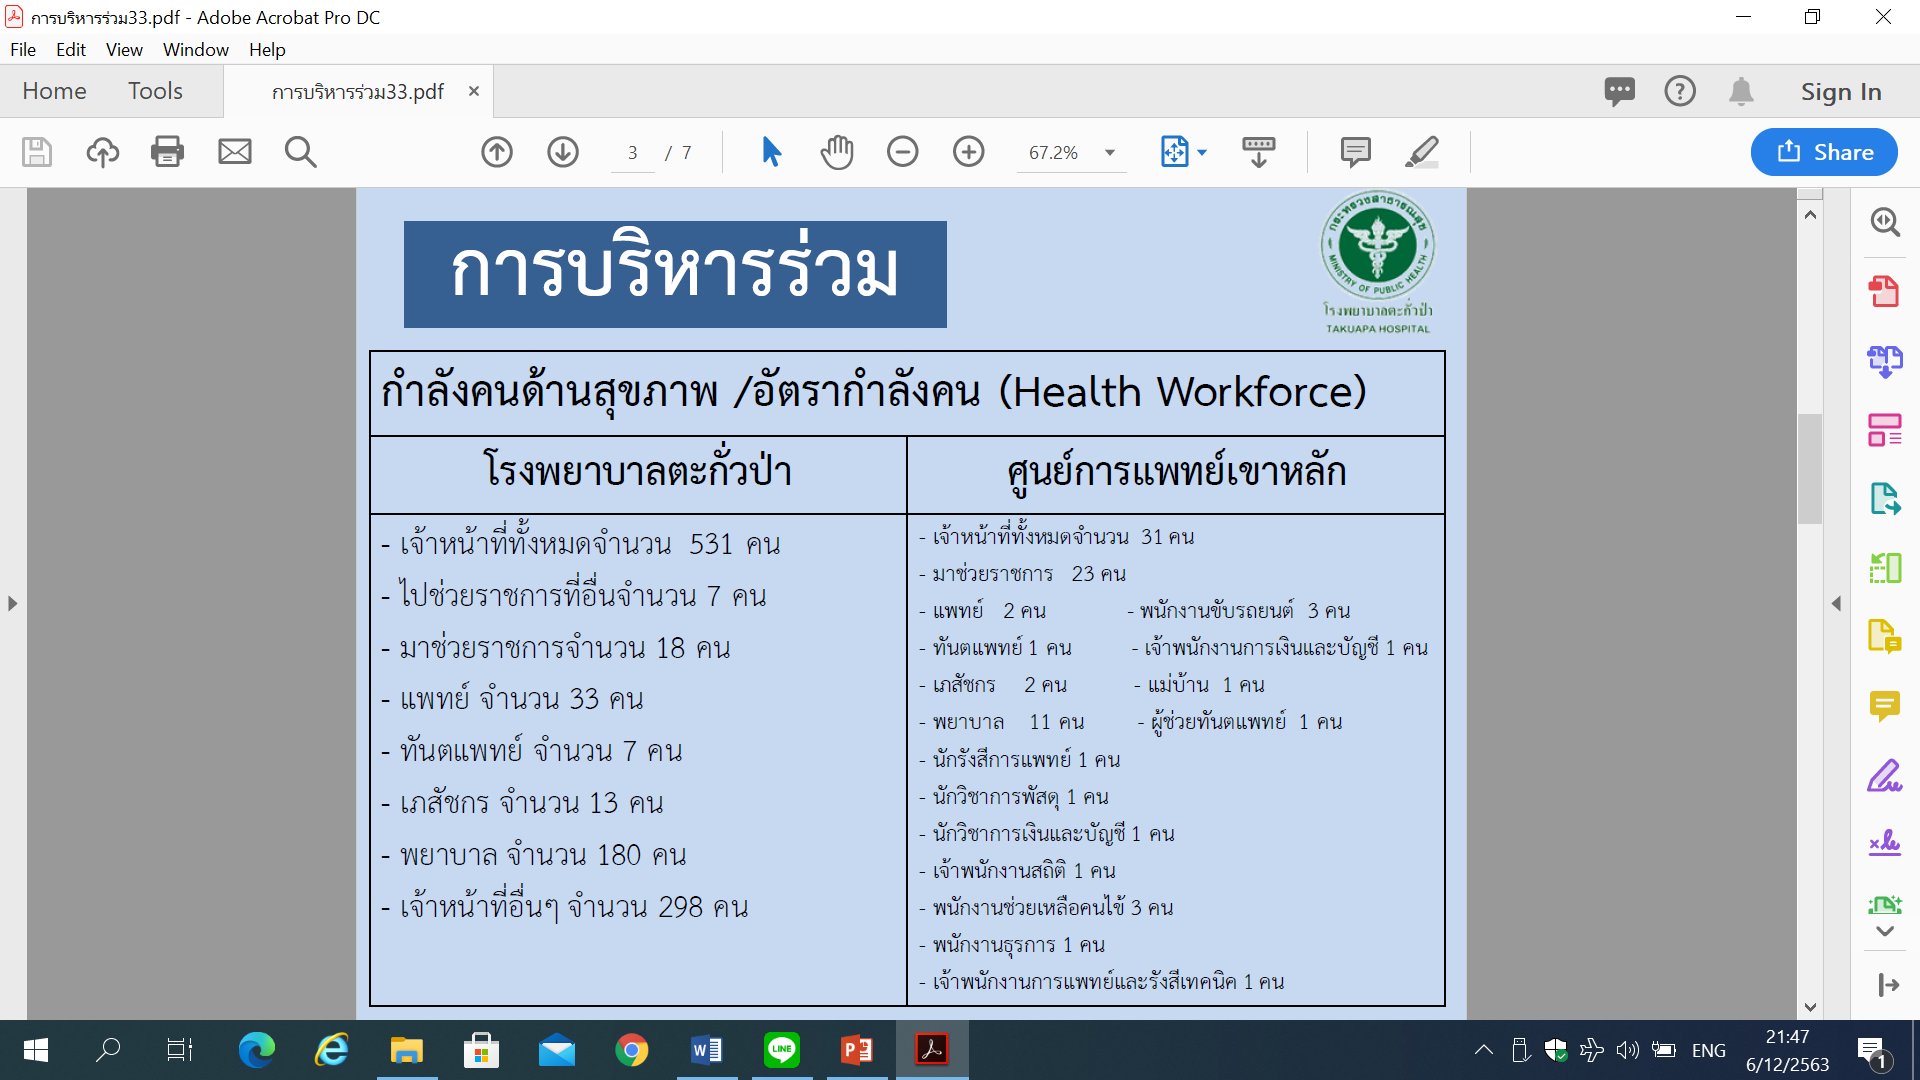 การบริหารร่วม33.pdf - Adobe Acrobat Pro DC
File Edit View Window Help
Home Tools การบริหารร่วม33.pdf × Sign In
3 / 7 67.2% Share
การบริหารร่วม
กระทรวงสาธารณสุข
MINISTRY OF PUBLIC HEALTH
โรงพยาบาลตะกั่วป่า
TAKUAPA HOSPITAL
กำลังคนด้านสุขภาพ /อัตรากำลังคน (Health Workforce)
โรงพยาบาลตะกั่วป่า
- เจ้าหน้าที่ทั้งหมดจำนวน 531 คน
- ไปช่วยราชการที่อื่นจำนวน 7 คน
- มาช่วยราชการจำนวน 18 คน
- แพทย์ จำนวน 33 คน
- ทันตแพทย์ จำนวน 7 คน
- เภสัชกร จำนวน 13 คน
- พยาบาล จำนวน 180 คน
- เจ้าหน้าที่อื่นๆ จำนวน 298 คน
ศูนย์การแพทย์เขาหลัก
- เจ้าหน้าที่ทั้งหมดจำนวน 31 คน
- มาช่วยราชการ 23 คน
- แพทย์ 2 คน - พนักงานขับรถยนต์ 3 คน
- ทันตแพทย์ 1 คน - เจ้าพนักงานการเงินและบัญชี 1 คน
- เภสัชกร 2 คน - แม่บ้าน 1 คน
- พยาบาล 11 คน - ผู้ช่วยทันตแพทย์ 1 คน
- นักรังสีการแพทย์ 1 คน
- นักวิชาการพัสดุ 1 คน
- นักวิชาการเงินและบัญชี 1 คน
- เจ้าพนักงานสถิติ 1 คน
- พนักงานช่วยเหลือคนไข้ 3 คน
- พนักงานธุรการ 1 คน
- เจ้าพนักงานการแพทย์และรังสีเทคนิค 1 คน
LINE
ENG
21:47
6/12/2563
1